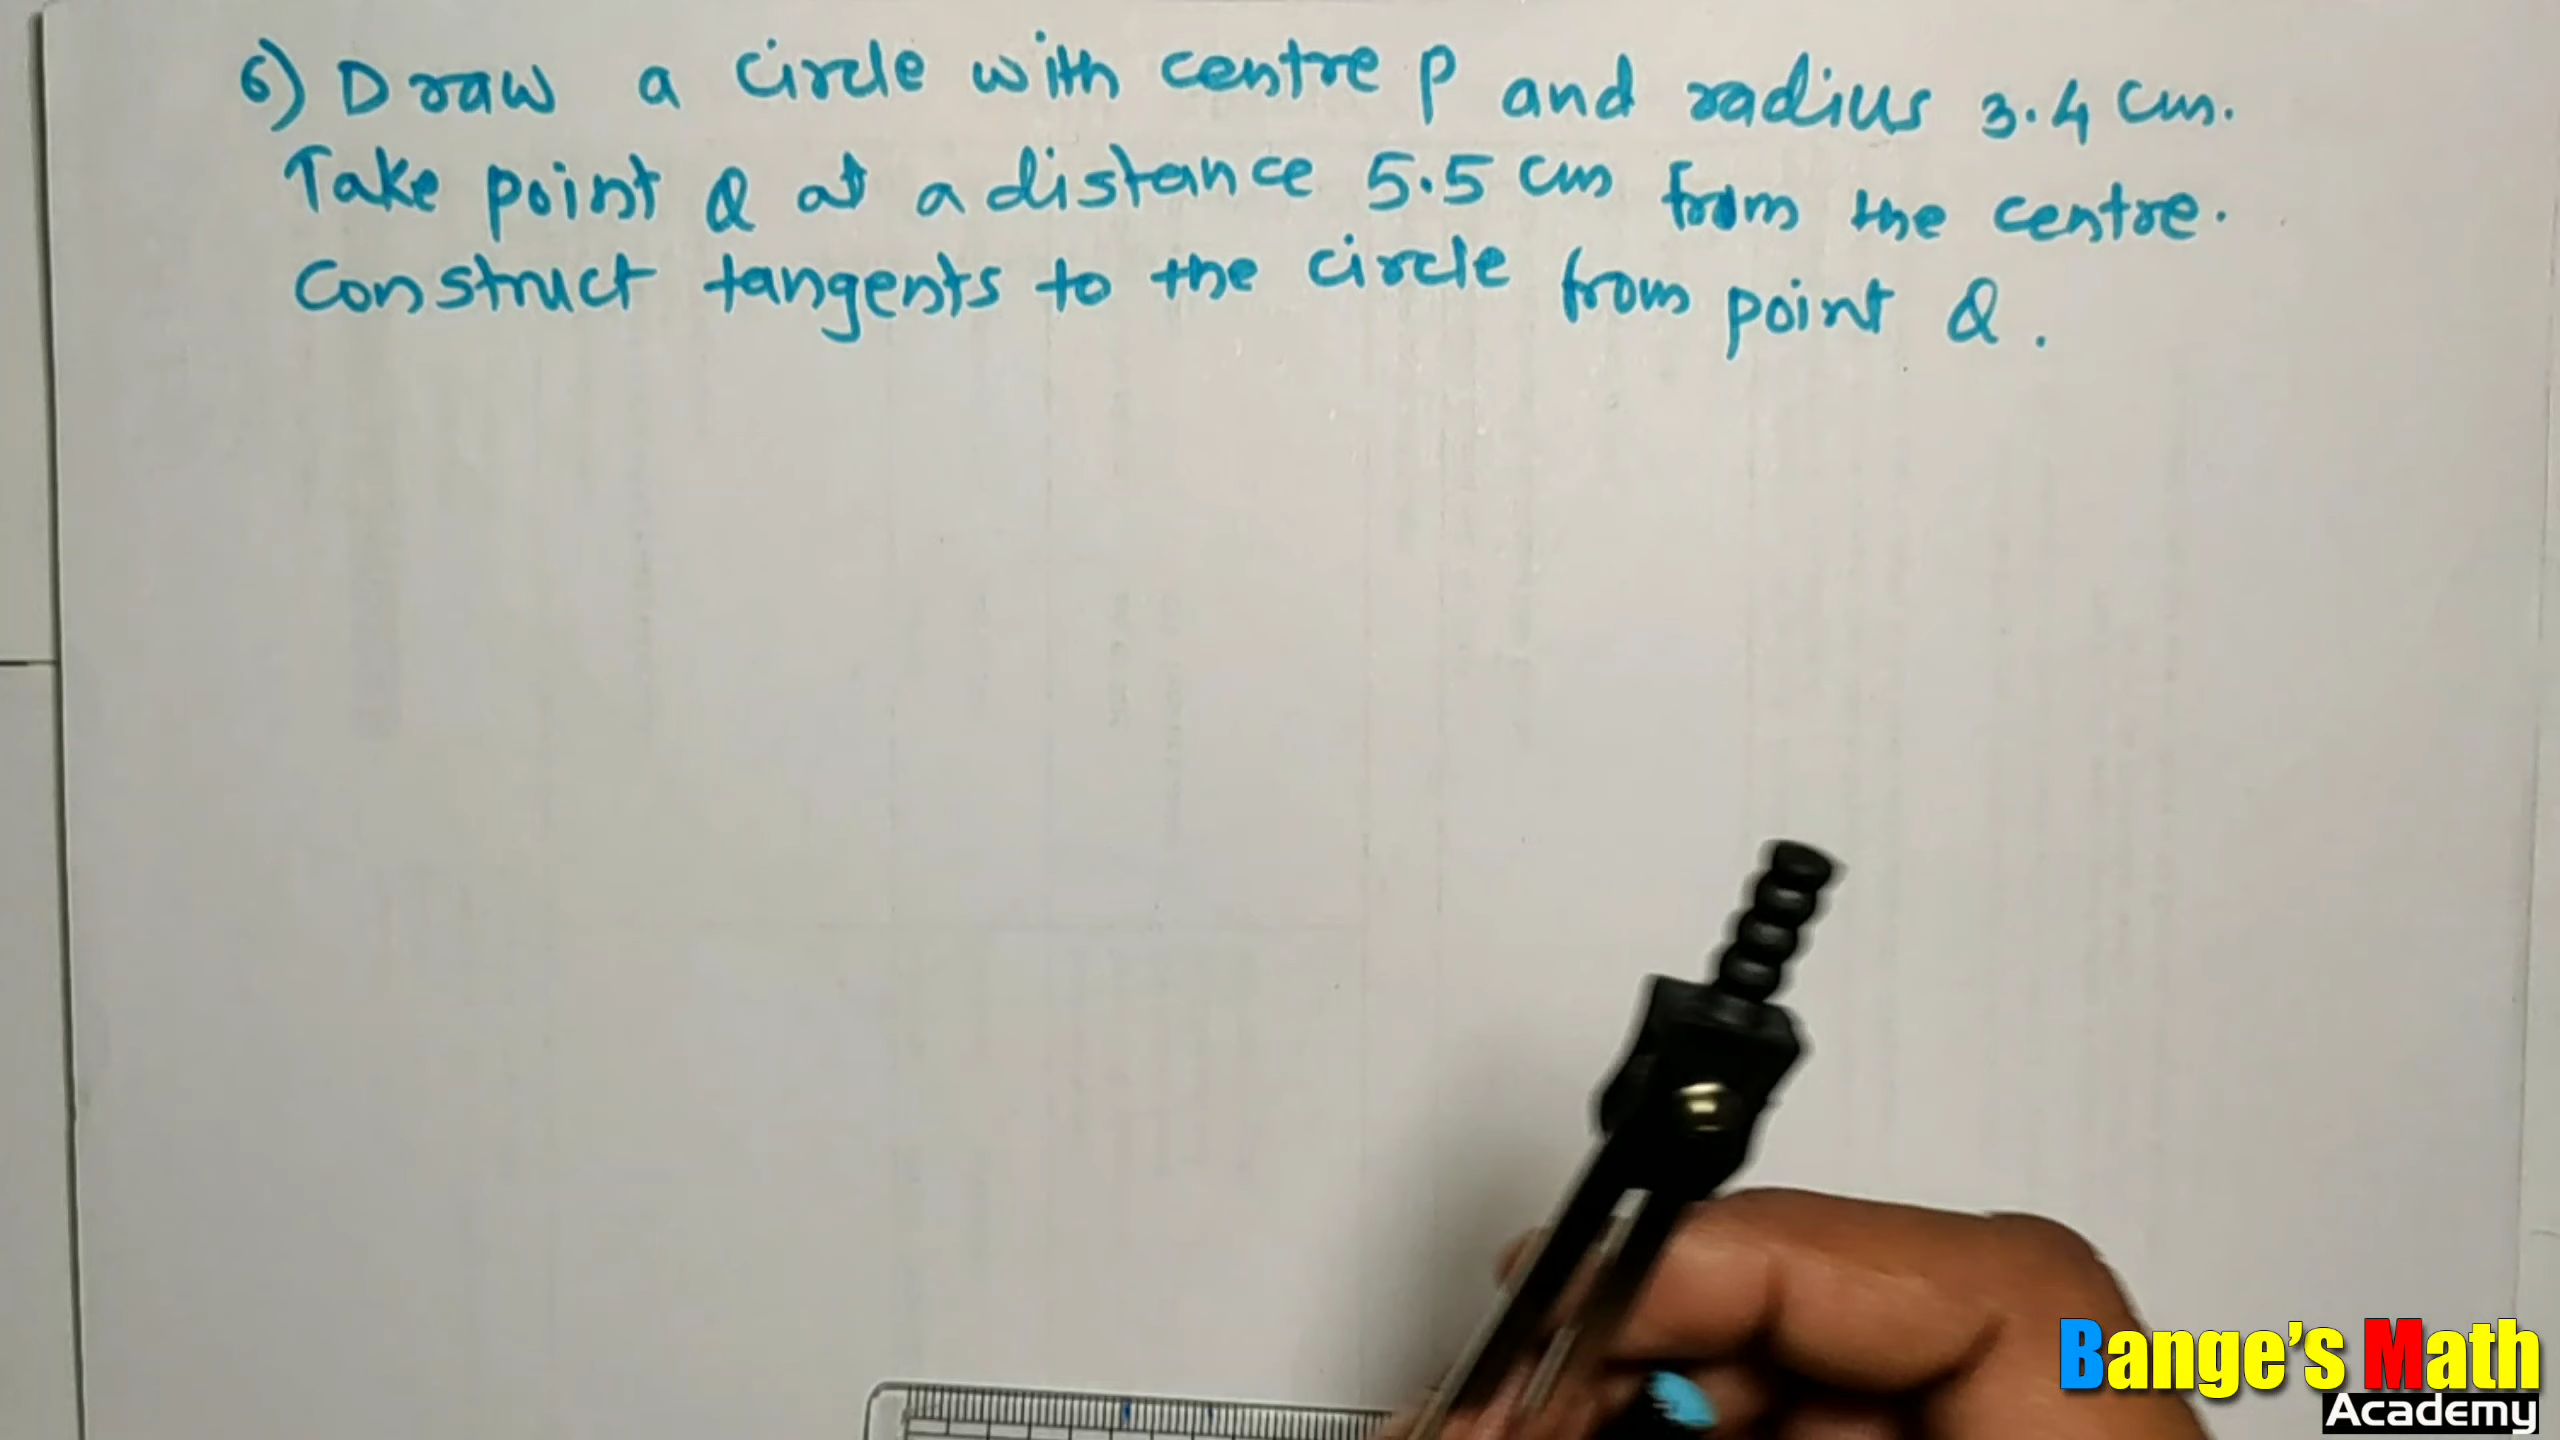 6) Draw a circle with centre P and radius 3.4 cm.
Take point Q at a distance 5.5 cm from the centre.
Construct tangents to the circle from point Q.
Bange's Math
Academy